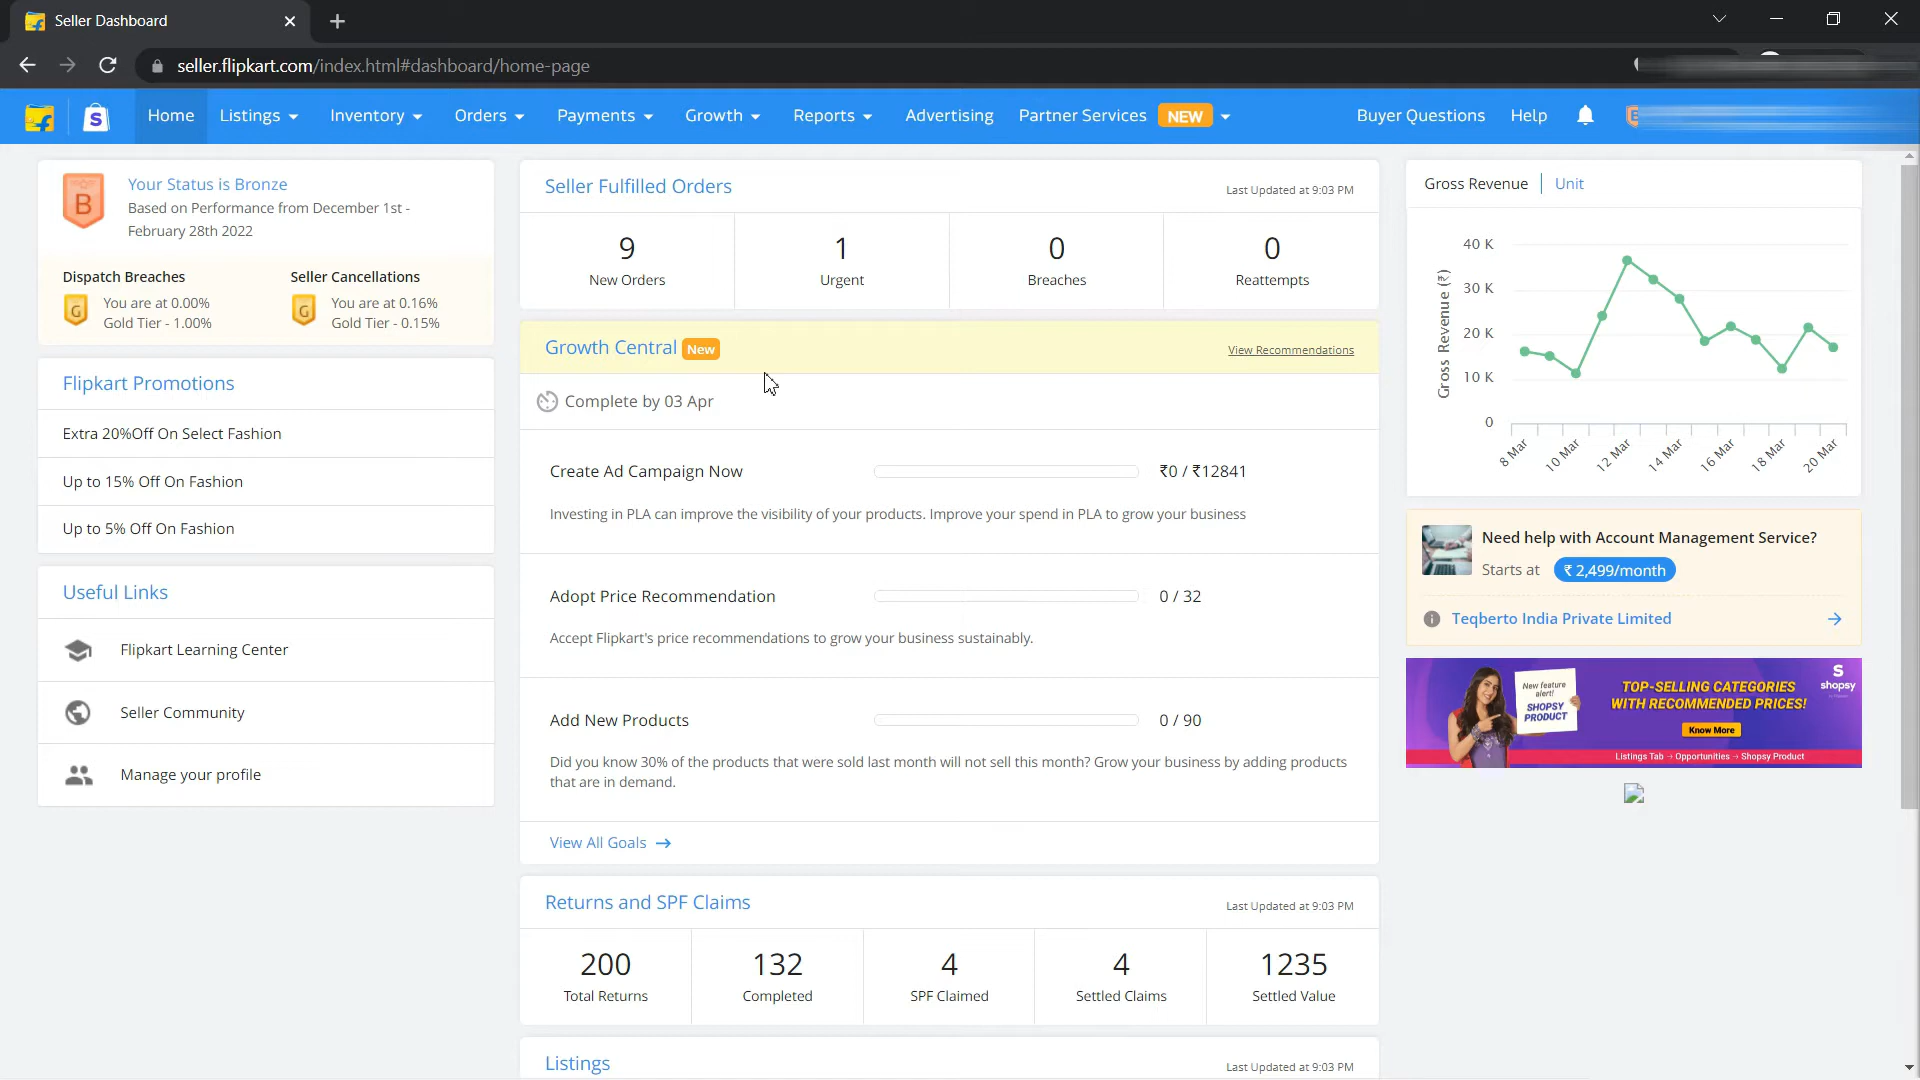 Seller Dashboard
seller.flipkart.com/index.html#dashboard/home-page
S
Home
Listings
Inventory
Orders
Payments
Growth
Reports
Advertising
Partner Services
NEW
Buyer Questions
Help
B
Your Status is Bronze
Based on Performance from December 1st -
February 28th 2022
Dispatch Breaches
G
You are at 0.00%
Gold Tier - 1.00%
Seller Cancellations
G
You are at 0.16%
Gold Tier - 0.15%
Flipkart Promotions
Extra 20%Off On Select Fashion
Up to 15% Off On Fashion
Up to 5% Off On Fashion
Useful Links
Flipkart Learning Center
Seller Community
Manage your profile
Seller Fulfilled Orders
Last Updated at 9:03 PM
9
New Orders
1
Urgent
0
Breaches
0
Reattempts
Growth Central New
View Recommendations
Complete by 03 Apr
Create Ad Campaign Now
₹0 / ₹12841
Investing in PLA can improve the visibility of your products. Improve your spend in PLA to grow your business
Adopt Price Recommendation
0 / 32
Accept Flipkart's price recommendations to grow your business sustainably.
Add New Products
0 / 90
Did you know 30% of the products that were sold last month will not sell this month? Grow your business by adding products
that are in demand.
View All Goals
Returns and SPF Claims
Last Updated at 9:03 PM
200
Total Returns
132
Completed
4
SPF Claimed
4
Settled Claims
1235
Settled Value
Listings
Last Updated at 9:03 PM
Gross Revenue
Unit
Gross Revenue (₹)
40 K
30 K
20 K
10 K
0
8 Mar
10 Mar
12 Mar
14 Mar
16 Mar
18 Mar
20 Mar
Need help with Account Management Service?
Starts at ₹ 2,499/month
Teqberto India Private Limited
New feature
alert!
SHOPSY
PRODUCT
TOP-SELLING CATEGORIES
WITH RECOMMENDED PRICES!
Know More
Listings Tab → Opportunities → Shopsy Product
S
shopsy